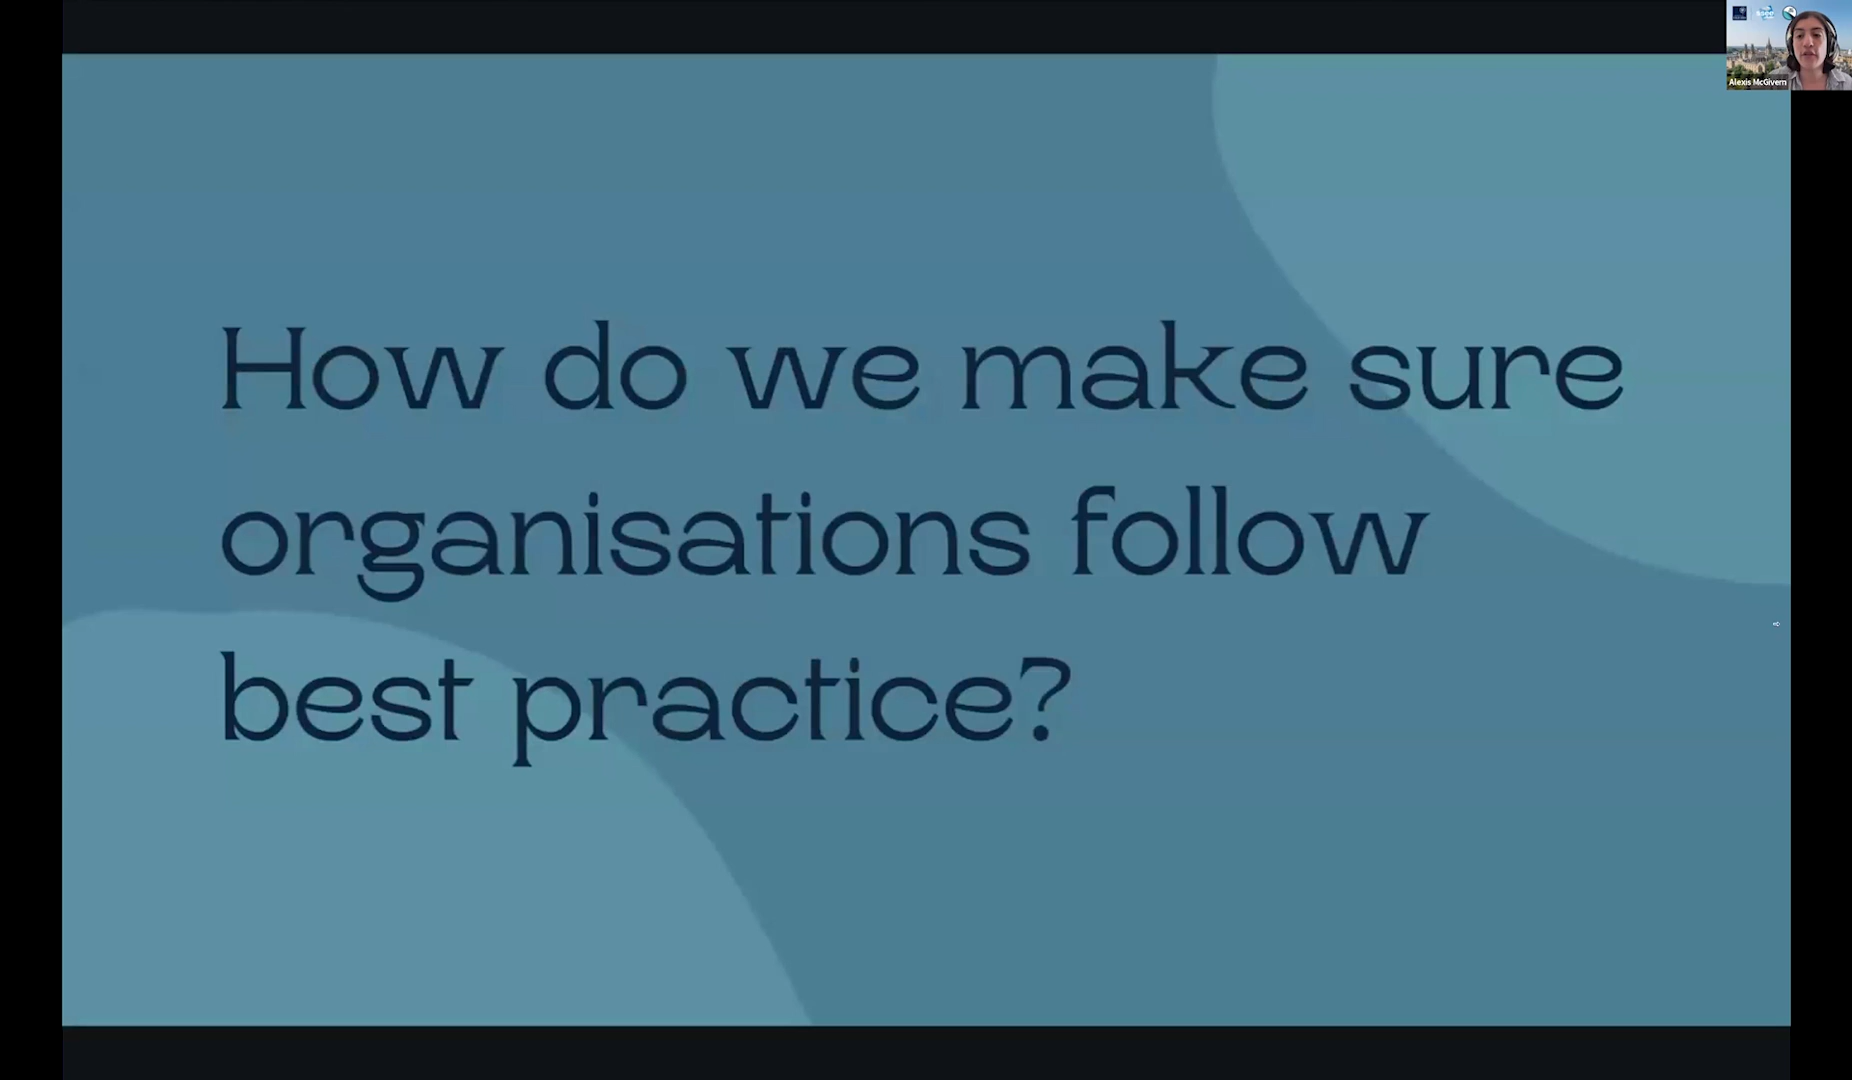 Alexis McGivern
How do we make sure
organisations follow
best practice?